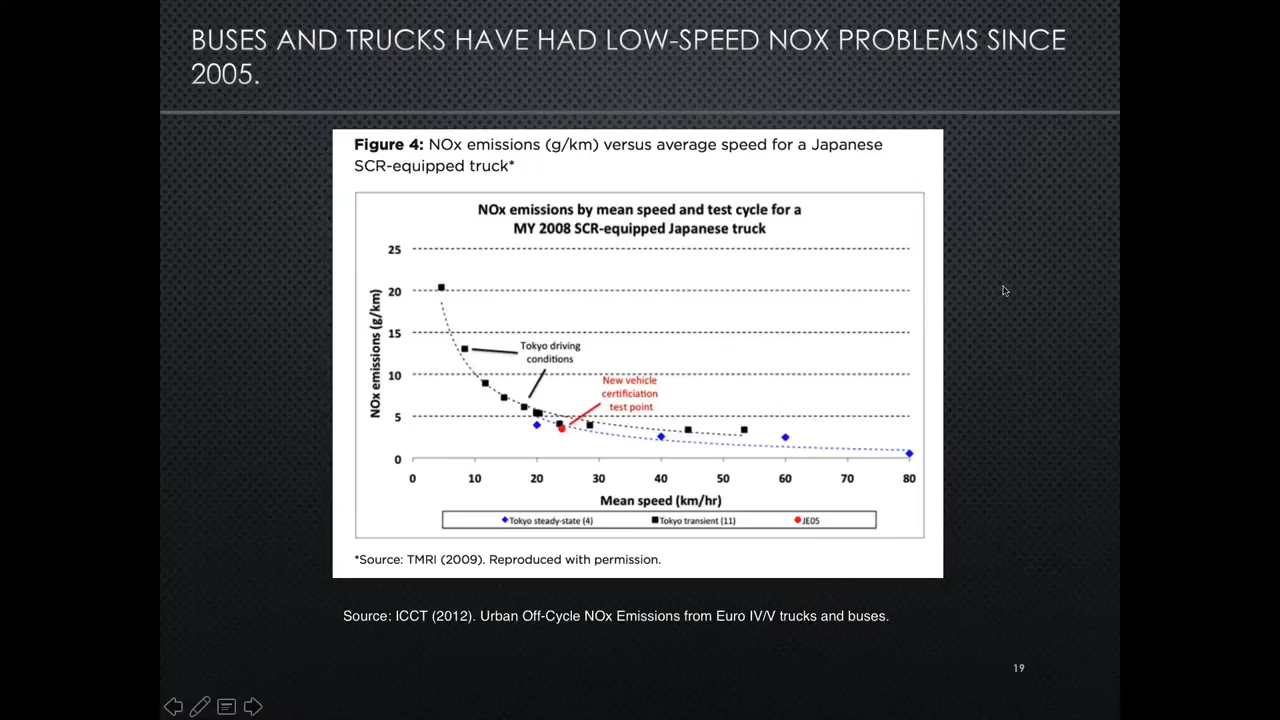 BUSES AND TRUCKS HAVE HAD LOW-SPEED NOX PROBLEMS SINCE
2005.
Figure 4: NOx emissions (g/km) versus average speed for a Japanese
SCR-equipped truck*
NOx emissions by mean speed and test cycle for a
MY 2008 SCR-equipped Japanese truck
25
20
15
10
5
0
NOx emissions (g/km)
Tokyo driving
conditions
New vehicle
certificiation
test point
0 10 20 30 40 50 60 70 80
Mean speed (km/hr)
Tokyo steady-state (4) Tokyo transient (11) JE05
*Source: TMRI (2009). Reproduced with permission.
Source: ICCT (2012). Urban Off-Cycle NOx Emissions from Euro IV/V trucks and buses.
19